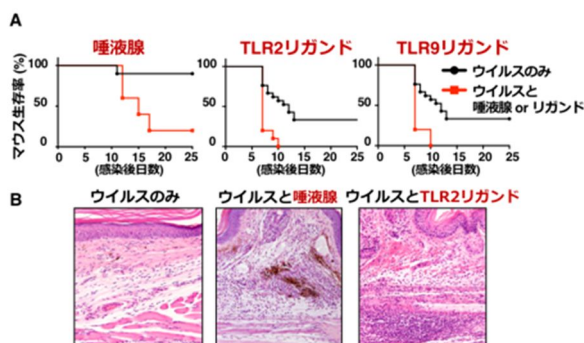 A
唾液腺
TLR2リガンド
TLR9リガンド
マウス生存率 (%)
100
50
0
0 5 10 15 20 25
(感染後日数)
100
50
0
0 5 10 15 20 25
(感染後日数)
100
50
0
0 5 10 15 20 25
(感染後日数)
ウイルスのみ
ウイルスと
唾液腺 or リガンド
B
ウイルスのみ
ウイルスと唾液腺
ウイルスとTLR2リガンド